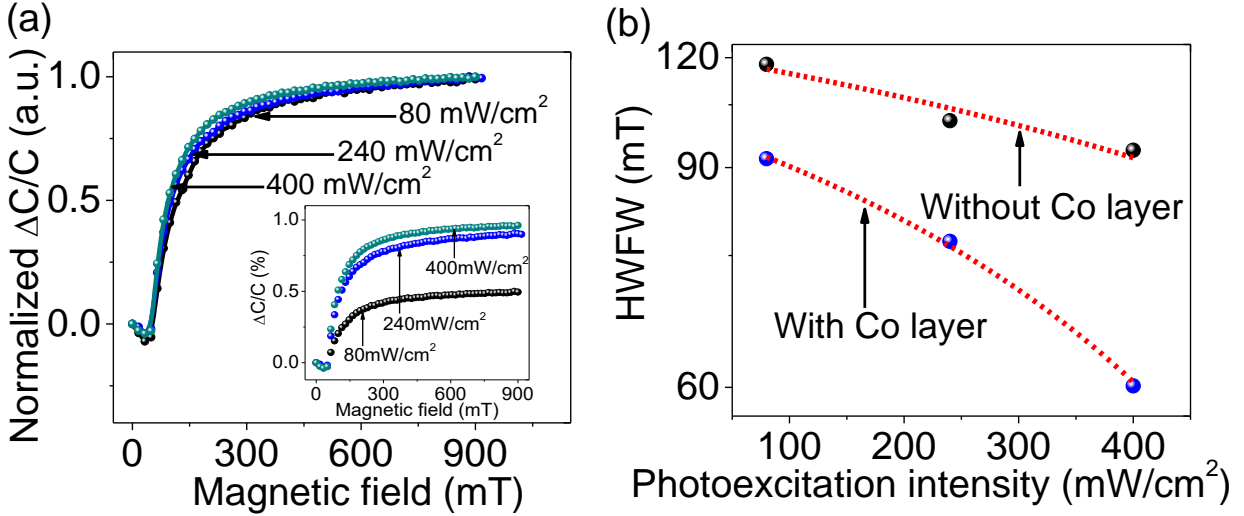 (a)
Normalized ΔC/C (a.u.)
1.0
0.5
0.0
0
300
600
900
Magnetic field (mT)
80 mW/cm²
240 mW/cm²
400 mW/cm²
ΔC/C (%)
1.0
0.5
0.0
0
300
600
900
Magnetic field (mT)
400mW/cm²
240mW/cm²
80mW/cm²
(b)
HWFW (mT)
120
90
60
100
200
300
400
Photoexcitation intensity (mW/cm²)
Without Co layer
With Co layer